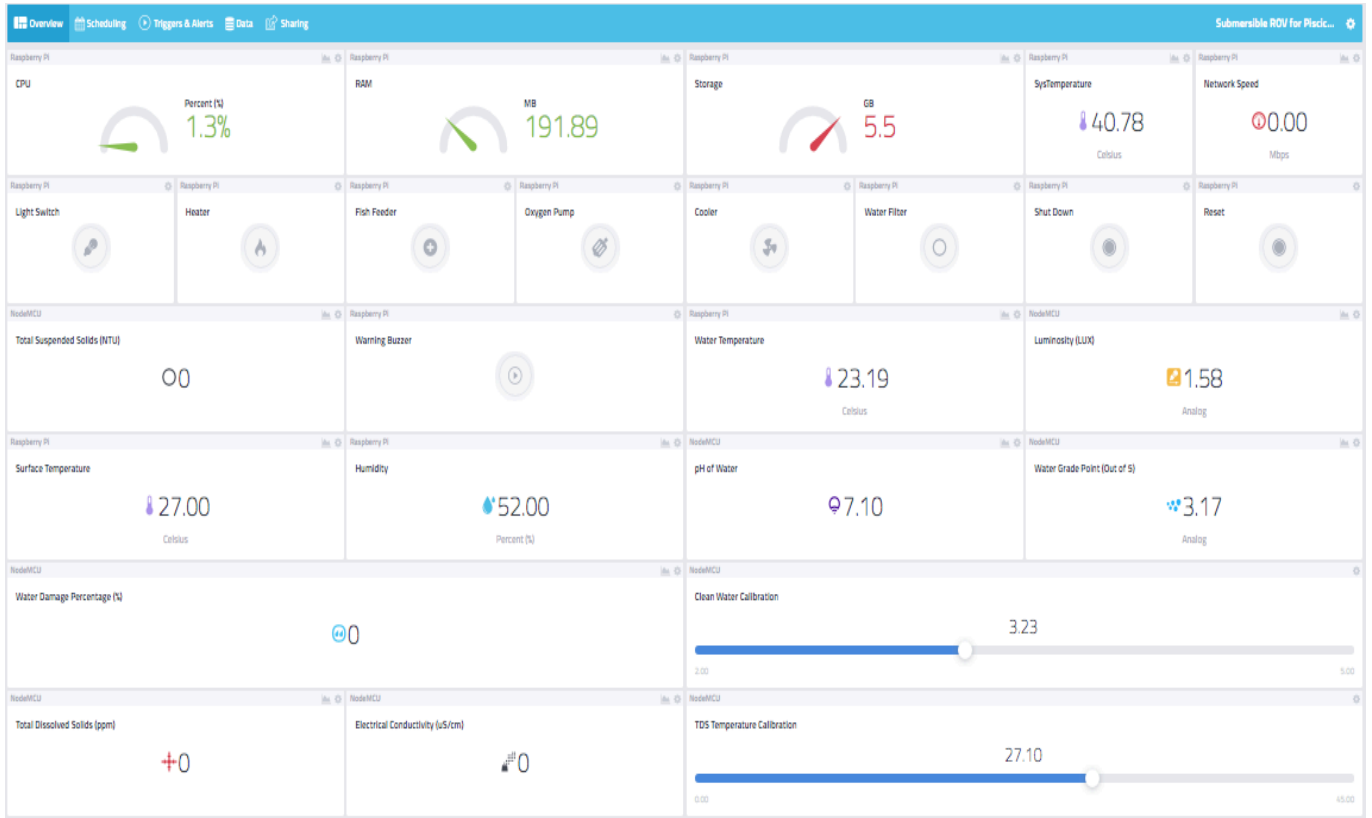 Overview Scheduling Triggers & Alerts Data Sharing Submersible ROV for Piscic...
Raspberry Pi Raspberry Pi Raspberry Pi Raspberry Pi Raspberry Pi
CPU RAM Storage SysTemperature Network Speed
Percent (%) MB GB
1.3% 191.89 5.5 40.78 0.00
Celsius Mbps
Raspberry Pi Raspberry Pi Raspberry Pi Raspberry Pi Raspberry Pi Raspberry Pi Raspberry Pi Raspberry Pi
Light Switch Heater Fish Feeder Oxygen Pump Cooler Water Filter Shut Down Reset
NodeMCU Raspberry Pi Raspberry Pi NodeMCU
Total Suspended Solids (NTU) Warning Buzzer Water Temperature Luminosity (LUX)
0 23.19 1.58
Celsius Analog
Raspberry Pi Raspberry Pi NodeMCU NodeMCU
Surface Temperature Humidity pH of Water Water Grade Point (Out of 5)
27.00 52.00 7.10 3.17
Celsius Percent (%) Analog
NodeMCU NodeMCU
Water Damage Percentage (%) Clean Water Calibration
0 3.23
2.00 5.00
NodeMCU NodeMCU NodeMCU
Total Dissolved Solids (ppm) Electrical Conductivity (uS/cm) TDS Temperature Calibration
0 0 27.10
0.00 45.00